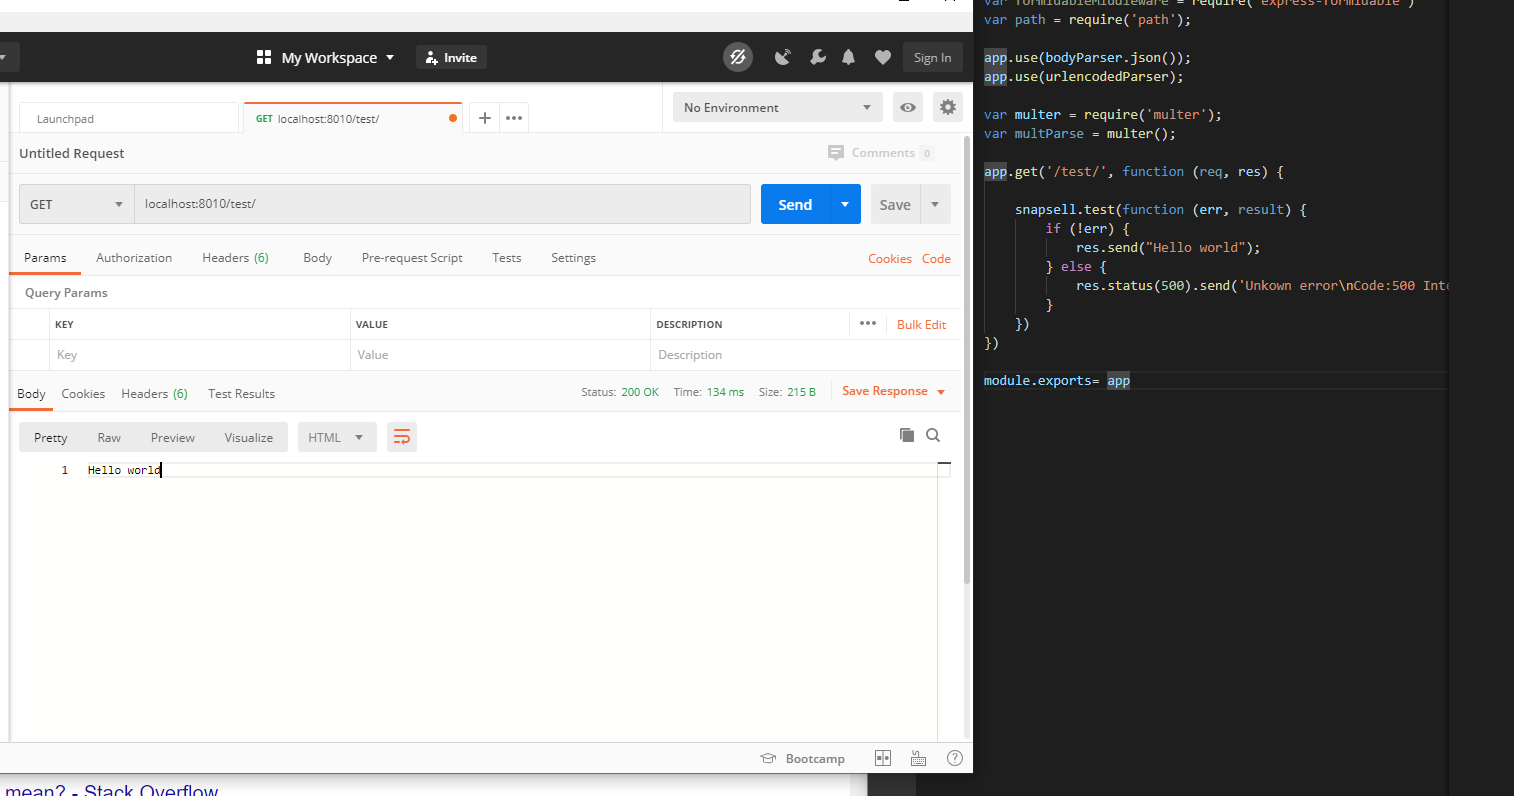 My Workspace
Invite
Sign In
Launchpad
GET localhost:8010/test/
No Environment
Untitled Request
Comments 0
GET
localhost:8010/test/
Send
Save
Params
Authorization
Headers (6)
Body
Pre-request Script
Tests
Settings
Cookies
Code
Query Params
KEY
VALUE
DESCRIPTION
Bulk Edit
Key
Value
Description
Body
Cookies
Headers (6)
Test Results
Status: 200 OK
Time: 134 ms
Size: 215 B
Save Response
Pretty
Raw
Preview
Visualize
HTML
1 Hello world
Bootcamp
mean? - Stack Overflow
var formidableMiddleware = require('express-formidable')
var path = require('path');
app.use(bodyParser.json());
app.use(urlencodedParser);
var multer = require('multer');
var multParse = multer();
app.get('/test/', function (req, res) {
snapsell.test(function (err, result) {
if (!err) {
res.send("Hello world");
} else {
res.status(500).send('Unkown error\nCode:500 Inte
}
})
})
module.exports= app